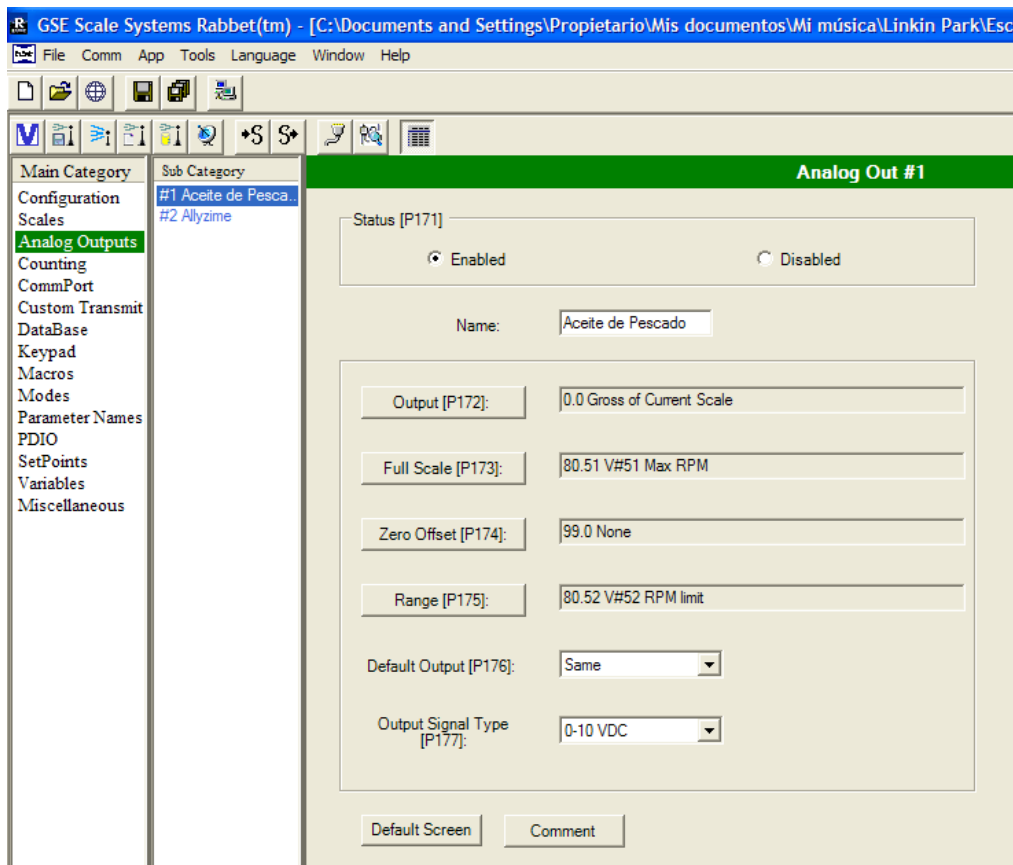 GSE Scale Systems Rabbet(tm) - [C:\Documents and Settings\Propietario\Mis documentos\Mi música\Linkin Park\Esc
File Comm App Tools Language Window Help
Main Category
Configuration
Scales
Analog Outputs
Counting
CommPort
Custom Transmit
DataBase
Keypad
Macros
Modes
Parameter Names
PDIO
SetPoints
Variables
Miscellaneous
Sub Category
#1 Aceite de Pesca..
#2 Allyzime
Analog Out #1
Status [P171]
Enabled Disabled
Name: Aceite de Pescado
Output [P172]: 0.0 Gross of Current Scale
Full Scale [P173]: 80.51 V#51 Max RPM
Zero Offset [P174]: 99.0 None
Range [P175]: 80.52 V#52 RPM limit
Default Output [P176]: Same
Output Signal Type
[P177]: 0-10 VDC
Default Screen Comment